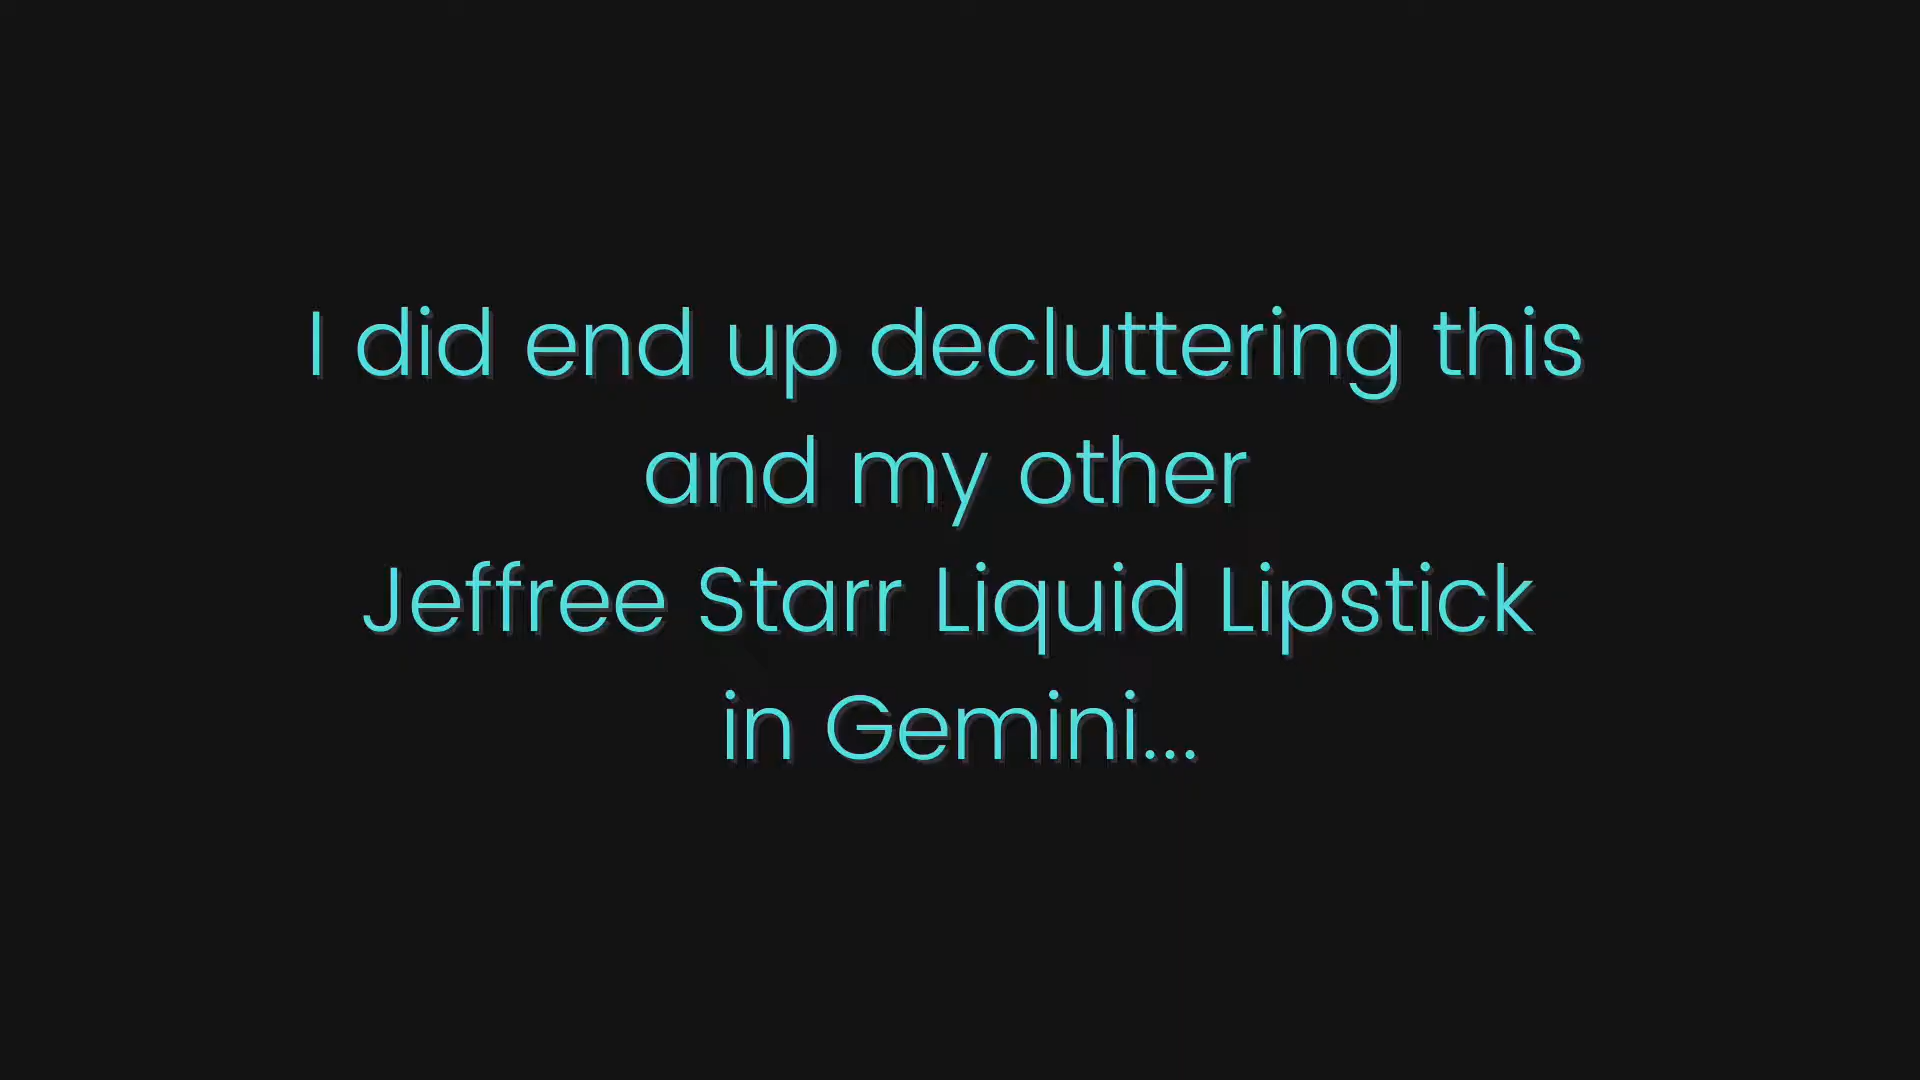 I did end up decluttering this
and my other
Jeffree Starr Liquid Lipstick
in Gemini...